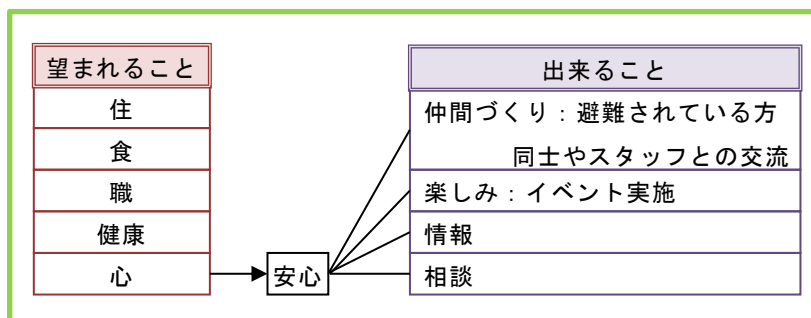 望まれること
住
食
職
健康
心
安心
出来ること
仲間づくり：避難されている方
同士やスタッフとの交流
楽しみ：イベント実施
情報
相談